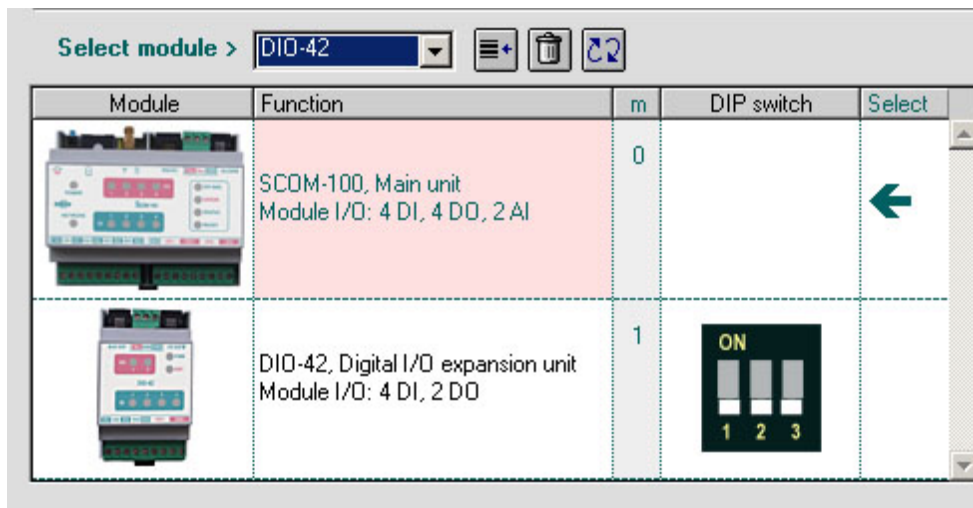 Select module > DIO-42
Module Function m DIP switch Select
SCOM-100, Main unit
Module I/O: 4 DI, 4 DO, 2 AI
0
DIO-42, Digital I/O expansion unit
Module I/O: 4 DI, 2 DO
1
ON
1 2 3